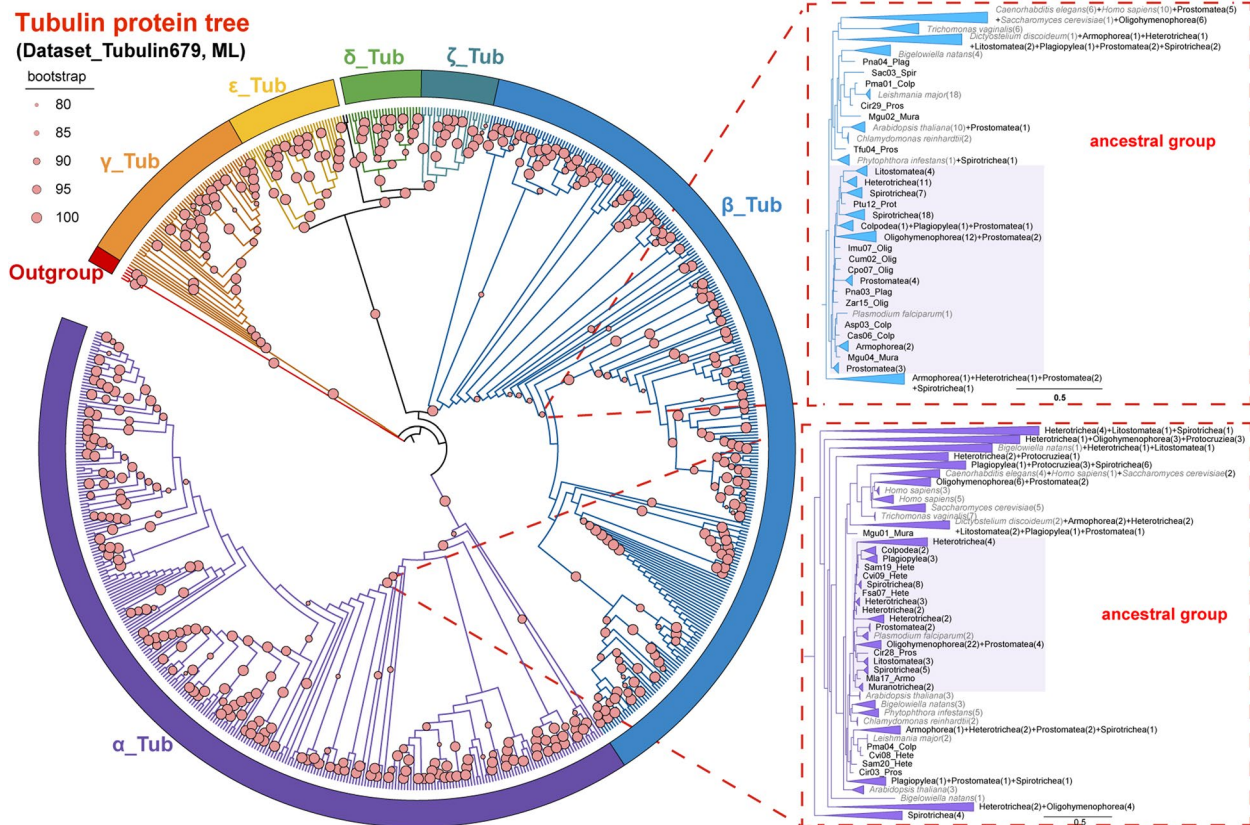 Tubulin protein tree
(Dataset_Tubulin679, ML)
bootstrap
80
85
90
95
100
Outgroup
γ_Tub
ε_Tub
δ_Tub
ζ_Tub
β_Tub
α_Tub
Caenorhabditis elegans(6)+Homo sapiens(10)+Prostomatea(5)
+Saccharomyces cerevisiae(1)+Oligohymenophorea(6)
Trichomonas vaginalis(6)
Dictyostelium discoideum(1)+Armophorea(1)+Heterotrichea(1)
+Litostomatea(2)+Plagiopylea(1)+Prostomatea(2)+Spirotrichea(2)
Bigelowiella natans(4)
Pna04_Plag
Sac03_Spir
Pma01_Colp
Leishmania major(18)
Cir29_Pros
Mgu02_Mura
Arabidopsis thaliana(10)+Prostomatea(1)
Chlamydomonas reinhardtii(2)
Tfu04_Pros
Phytophthora infestans(1)+Spirotrichea(1)
Litostomatea(4)
Heterotrichea(11)
Spirotrichea(7)
Ptu12_Prot
Spirotrichea(18)
Colpodea(1)+Plagiopylea(1)+Prostomatea(1)
Oligohymenophorea(12)+Prostomatea(2)
Imu07_Olig
Cum02_Olig
Cpo07_Olig
Prostomatea(4)
Pna03_Plag
Zar15_Olig
Plasmodium falciparum(1)
Asp03_Colp
Cas06_Colp
Armophorea(2)
Mgu04_Mura
Prostomatea(3)
Armophorea(1)+Heterotrichea(1)+Prostomatea(2)
+Spirotrichea(1)
0.5
ancestral group
Heterotrichea(4)+Litostomatea(1)+Spirotrichea(1)
Heterotrichea(1)+Oligohymenophorea(3)+Protocruziea(3)
Bigelowiella natans(1)+Heterotrichea(1)+Litostomatea(1)
Heterotrichea(2)+Protocruziea(1)
Plagiopylea(1)+Protocruziea(3)+Spirotrichea(6)
Caenorhabditis elegans(4)+Homo sapiens(1)+Saccharomyces cerevisiae(2)
Oligohymenophorea(6)+Prostomatea(2)
Homo sapiens(3)
Homo sapiens(5)
Saccharomyces cerevisiae(5)
Trichomonas vaginalis(7)
Dictyostelium discoideum(2)+Armophorea(2)+Heterotrichea(2)
+Litostomatea(2)+Plagiopylea(1)+Prostomatea(1)
Mgu01_Mura
Heterotrichea(4)
Colpodea(2)
Plagiopylea(3)
Sam19_Hete
Cvi09_Hete
Spirotrichea(8)
Fsa07_Hete
Heterotrichea(3)
Heterotrichea(2)
Heterotrichea(2)
Prostomatea(2)
Plasmodium falciparum(2)
Oligohymenophorea(22)+Prostomatea(4)
Cir28_Pros
Litostomatea(3)
Spirotrichea(5)
Mla17_Armo
Muranotrichea(2)
Arabidopsis thaliana(3)
Bigelowiella natans(3)
Phytophthora infestans(5)
Chlamydomonas reinhardtii(2)
Armophorea(1)+Heterotrichea(2)+Prostomatea(2)+Spirotrichea(1)
Leishmania major(2)
Pma04_Colp
Cvi08_Hete
Sam20_Hete
Cir03_Pros
Plagiopylea(1)+Prostomatea(1)+Spirotrichea(1)
Arabidopsis thaliana(3)
Bigelowiella natans(1)
Heterotrichea(2)+Oligohymenophorea(4)
Spirotrichea(4)
0.5
ancestral group